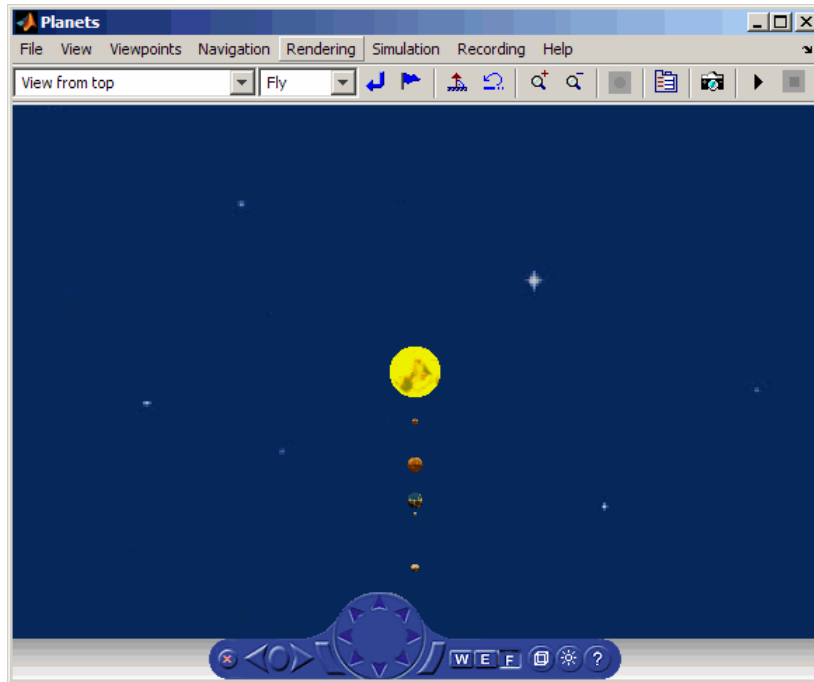 Planets
File View Viewpoints Navigation Rendering Simulation Recording Help
View from top Fly
W E F ?